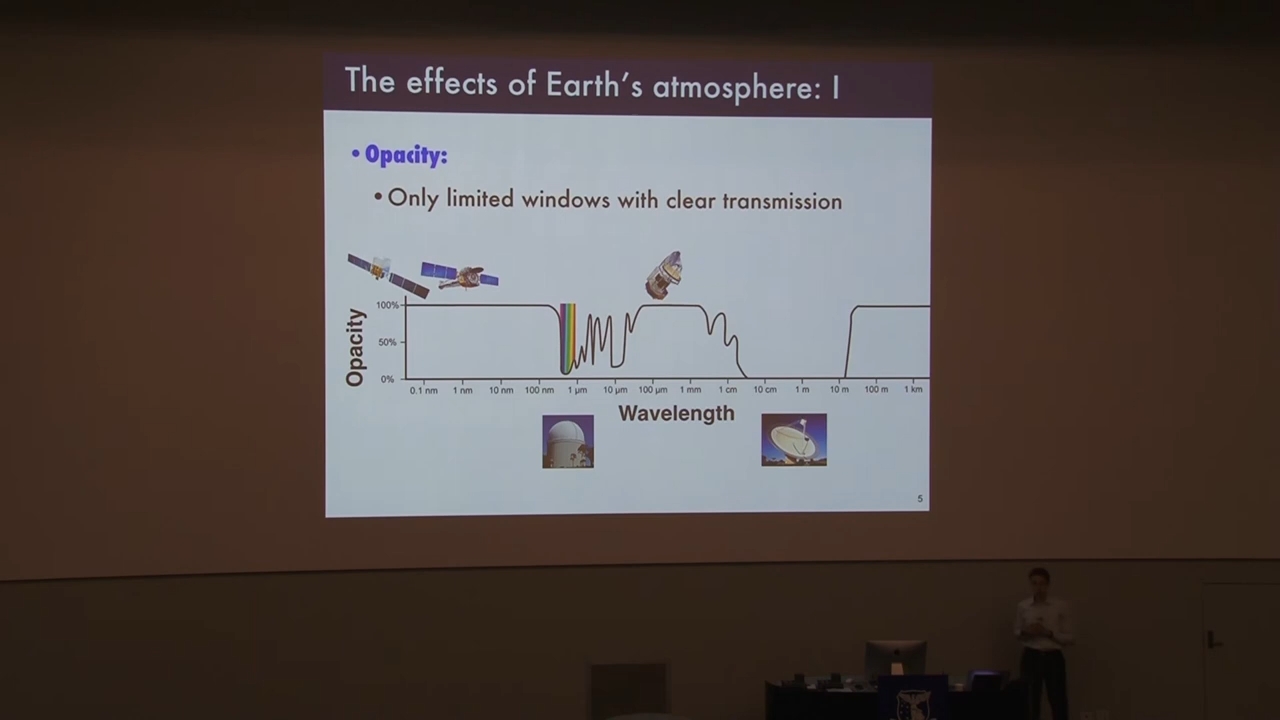 The effects of Earth's atmosphere: I
• Opacity:
• Only limited windows with clear transmission
Opacity
100%
50%
0%
0.1 nm 1 nm 10 nm 100 nm 1 µm 10 µm 100 µm 1 mm 1 cm 10 cm 1 m 10 m 100 m 1 km
Wavelength
5